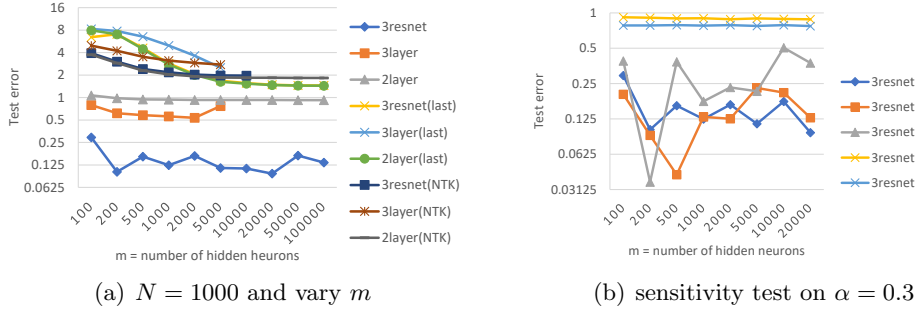 16
8
4
2
1
0.5
0.25
0.125
0.0625
Test error
100
200
500
1000
2000
5000
10000
20000
50000
100000
m = number of hidden neurons
3resnet
3layer
2layer
3resnet(last)
3layer(last)
2layer(last)
3resnet(NTK)
3layer(NTK)
2layer(NTK)
(a) N = 1000 and vary m
1
0.5
0.25
0.125
0.0625
0.03125
Test error
100
200
500
1000
2000
5000
10000
20000
m = number of hidden neurons
3resnet
3resnet
3resnet
3resnet
3resnet
(b) sensitivity test on α = 0.3